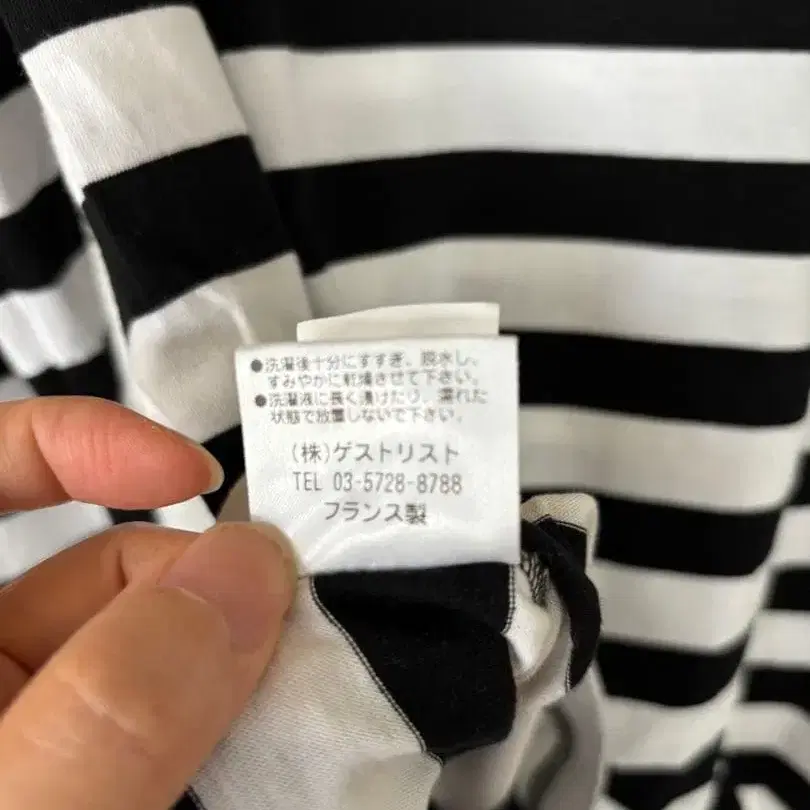 ●洗濯後十分にすすぎ、脱水し、
すみやかに乾燥させて下さい。
●洗濯液に長く漬けたり、濡れた
状態で放置しないで下さい。
(株)ゲストリスト
TEL 03-5728-8788
フランス製